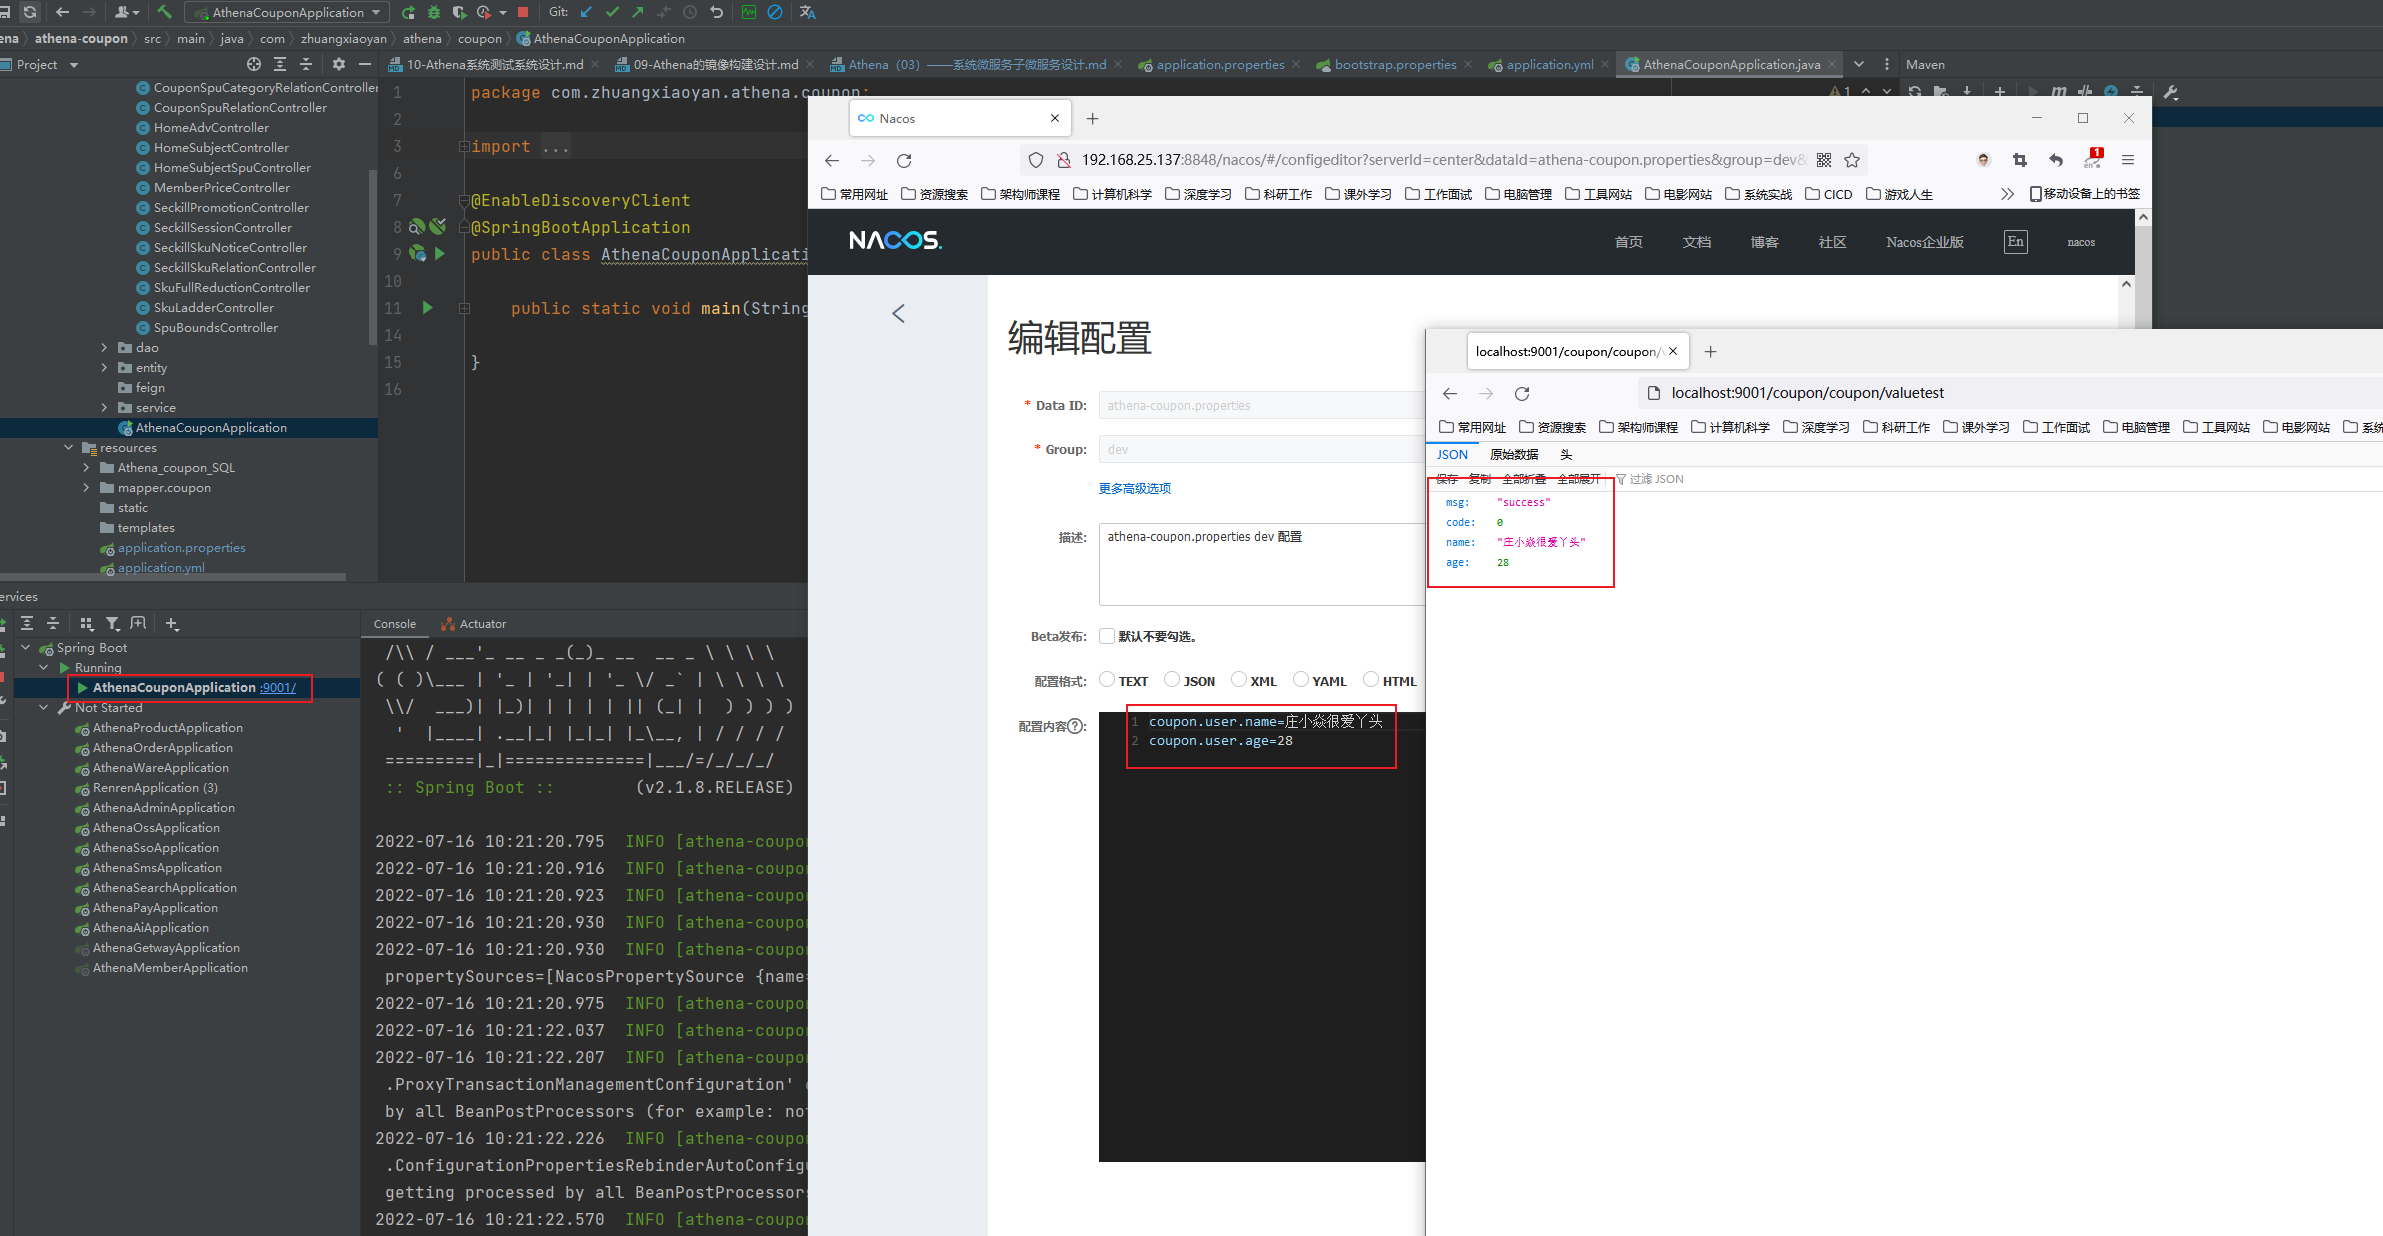 AthenaCouponApplication
Git:
ena
athena-coupon
src
main
java
com
zhuangxiaoyan
athena
coupon
AthenaCouponApplication
Project
10-Athena系统测试系统设计.md
09-Athena的镜像构建设计.md
Athena（03）——系统微服务子微服务设计.md
application.properties
bootstrap.properties
application.yml
AthenaCouponApplication.java
Maven
CouponSpuCategoryRelationController
CouponSpuRelationController
HomeAdvController
HomeSubjectController
HomeSubjectSpuController
MemberPriceController
SeckillPromotionController
SeckillSessionController
SeckillSkuNoticeController
SeckillSkuRelationController
SkuFullReductionController
SkuLadderController
SpuBoundsController
dao
entity
feign
service
AthenaCouponApplication
resources
Athena_coupon_SQL
mapper.coupon
static
templates
application.properties
application.yml
1 package com.zhuangxiaoyan.athena.coupon;
2
3 import ...
6
7 @EnableDiscoveryClient
8 @SpringBootApplication
9 public class AthenaCouponApplicati
10
11 public static void main(String
14
15 }
16
1
ervices
Spring Boot
Running
AthenaCouponApplication :9001/
Not Started
AthenaProductApplication
AthenaOrderApplication
AthenaWareApplication
RenrenApplication (3)
AthenaAdminApplication
AthenaOssApplication
AthenaSsoApplication
AthenaSmsApplication
AthenaSearchApplication
AthenaPayApplication
AthenaAiApplication
AthenaGetwayApplication
AthenaMemberApplication
Console
Actuator
/\\ / ___'_ __ _ _(_)_ __  __ _ \ \ \ \
( ( )\___ | '_ | '_| | '_ \/ _` | \ \ \ \
\\/  ___)| |_)| | | | | || (_| |  ) ) ) )
'  |____| .__|_| |_|_| |_\__, | / / / /
=========|_|==============|___/=/_/_/_/
:: Spring Boot :: (v2.1.8.RELEASE)
2022-07-16 10:21:20.795 INFO [athena-coupo
2022-07-16 10:21:20.916 INFO [athena-coupo
2022-07-16 10:21:20.923 INFO [athena-coupo
2022-07-16 10:21:20.930 INFO [athena-coupo
2022-07-16 10:21:20.930 INFO [athena-coupo
propertySources=[NacosPropertySource {name=
2022-07-16 10:21:20.975 INFO [athena-coupo
2022-07-16 10:21:22.037 INFO [athena-coupo
2022-07-16 10:21:22.207 INFO [athena-coupo
.ProxyTransactionManagementConfiguration'
by all BeanPostProcessors (for example: no
2022-07-16 10:21:22.226 INFO [athena-coupo
.ConfigurationPropertiesRebinderAutoConfigu
getting processed by all BeanPostProcessors
2022-07-16 10:21:22.570 INFO [athena-coupo
Nacos
192.168.25.137:8848/nacos/#/configeditor?serverId=center&dataId=athena-coupon.properties&group=dev&
1
en
常用网址
资源搜索
架构师课程
计算机科学
深度学习
科研工作
课外学习
工作面试
电脑管理
工具网站
电影网站
系统实战
CICD
游戏人生
移动设备上的书签
NACOS.
首页
文档
博客
社区
Nacos企业版
En
nacos
编辑配置
* Data ID: athena-coupon.properties
* Group: dev
更多高级选项
描述: athena-coupon.properties dev 配置
Beta发布: 默认不要勾选。
配置格式: TEXT JSON XML YAML HTML
配置内容?:
1 coupon.user.name=庄小焱很爱丫头
2 coupon.user.age=28
localhost:9001/coupon/coupon/v
localhost:9001/coupon/coupon/valuetest
常用网址
资源搜索
架构师课程
计算机科学
深度学习
科研工作
课外学习
工作面试
电脑管理
工具网站
电影网站
系统
JSON
原始数据
头
保存 复制 全部折叠 全部展开 过滤 JSON
msg: "success"
code: 0
name: "庄小焱很爱丫头"
age: 28